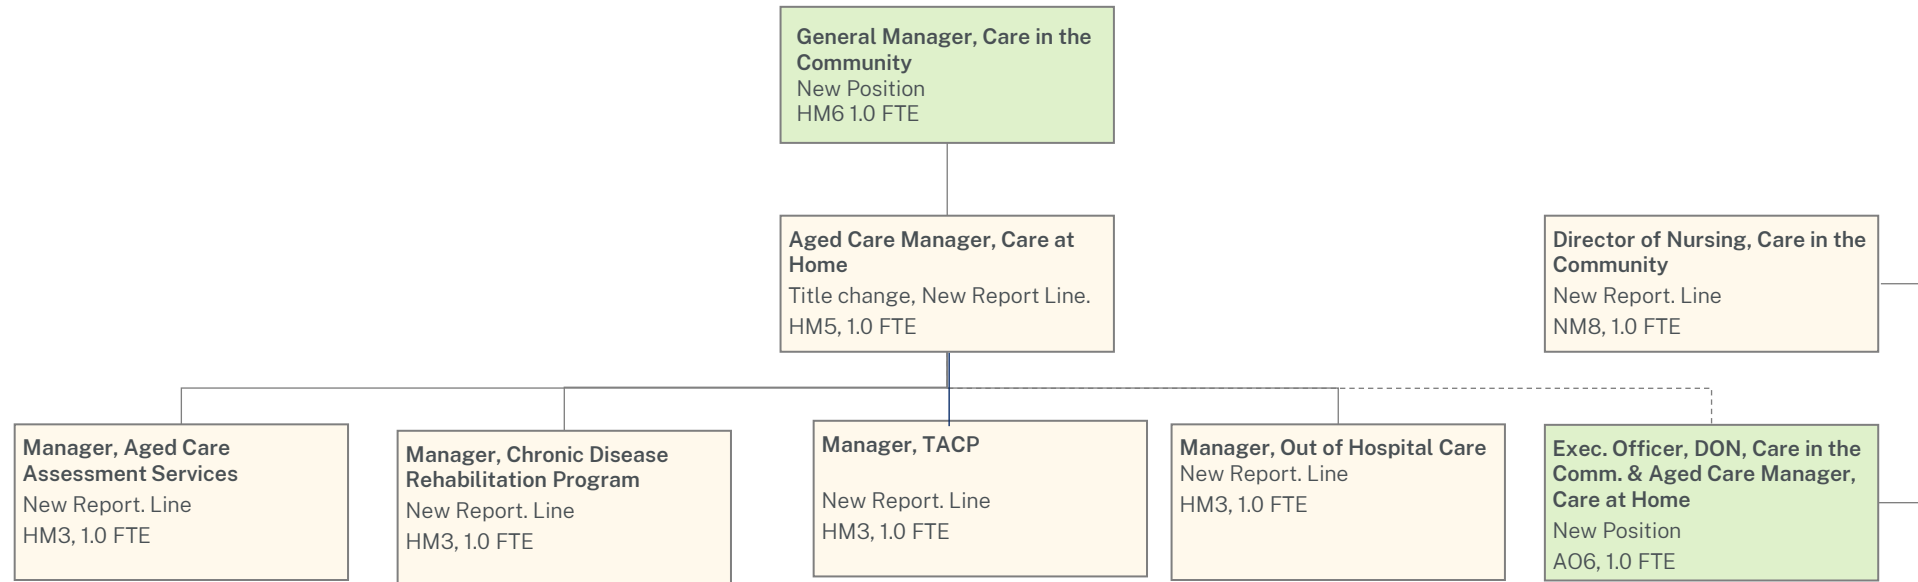 General Manager, Care in the
Community
New Position
HM6 1.0 FTE
Aged Care Manager, Care at
Home
Title change, New Report Line.
HM5, 1.0 FTE
Director of Nursing, Care in the
Community
New Report. Line
NM8, 1.0 FTE
Manager, Aged Care
Assessment Services
New Report. Line
HM3, 1.0 FTE
Manager, Chronic Disease
Rehabilitation Program
New Report. Line
HM3, 1.0 FTE
Manager, TACP
New Report. Line
HM3, 1.0 FTE
Manager, Out of Hospital Care
New Report. Line
HM3, 1.0 FTE
Exec. Officer, DON, Care in the
Comm. & Aged Care Manager,
Care at Home
New Position
AO6, 1.0 FTE